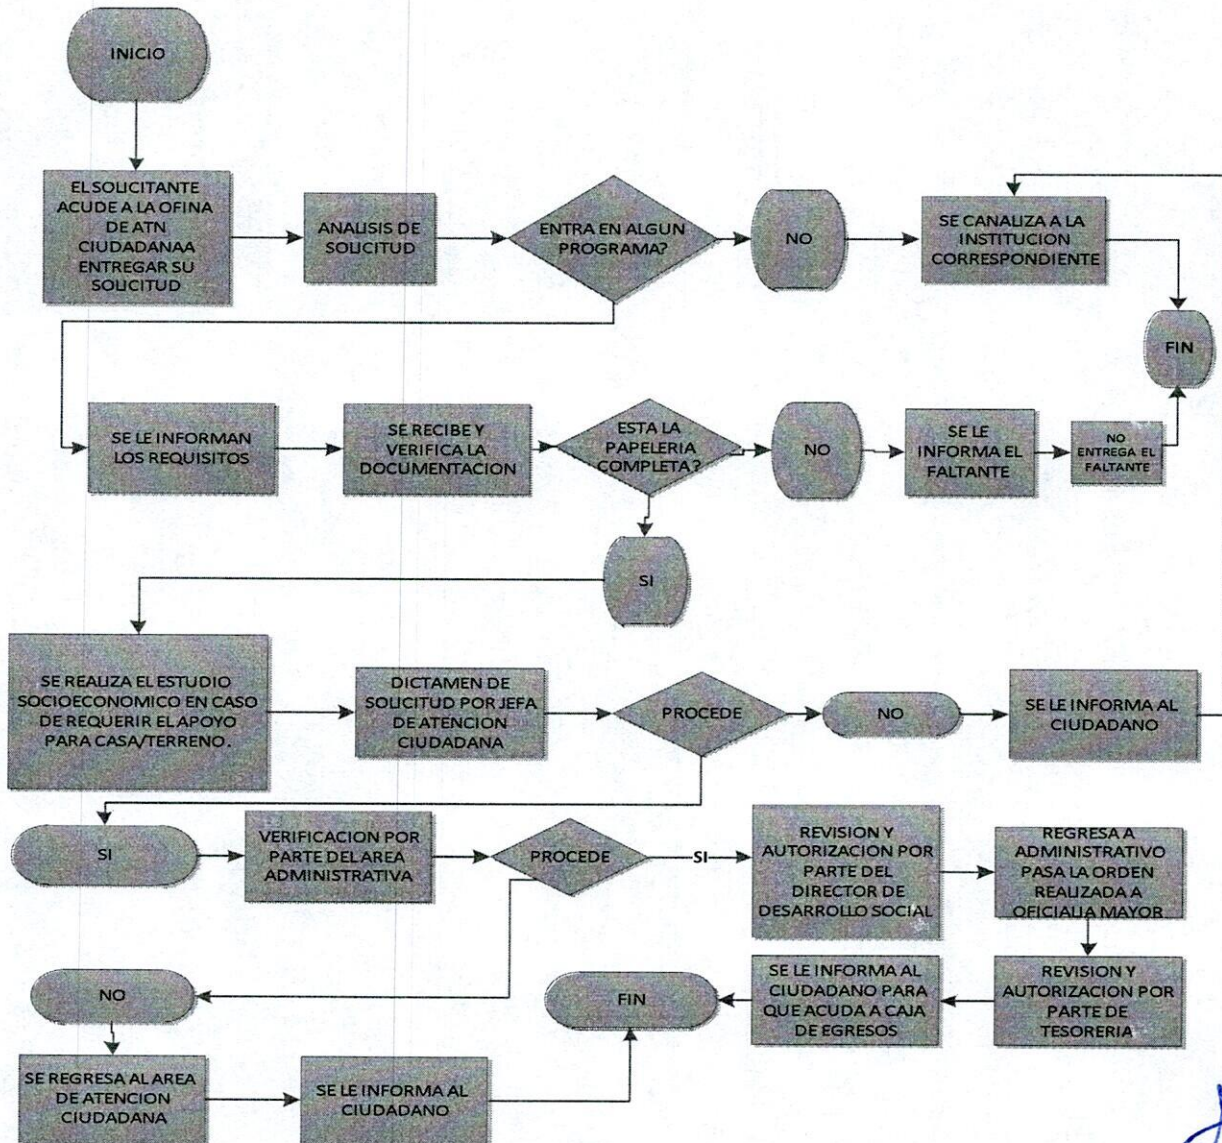 INICIO
EL SOLICITANTE
ACUDE A LA OFINA
DE ATN
CIUDADANAA
ENTREGAR SU
SOLICITUD
ANALISIS DE
SOLICITUD
ENTRA EN ALGUN
PROGRAMA?
NO
SE CANALIZA A LA
INSTITUCION
CORRESPONDIENTE
FIN
SE LE INFORMAN
LOS REQUISITOS
SE RECIBE Y
VERIFICA LA
DOCUMENTACION
ESTA LA
PAPELERIA
COMPLETA?
NO
SE LE
INFORMA EL
FALTANTE
NO
ENTREGA EL
FALTANTE
SI
SE REALIZA EL ESTUDIO
SOCIOECONOMICO EN CASO
DE REQUERIR EL APOYO
PARA CASA/TERRENO.
DICTAMEN DE
SOLICITUD POR JEFA
DE ATENCION
CIUDADANA
PROCEDE
NO
SE LE INFORMA AL
CIUDADANO
SI
VERIFICACION POR
PARTE DEL AREA
ADMINISTRATIVA
PROCEDE
SI
REVISION Y
AUTORIZACION POR
PARTE DEL
DIRECTOR DE
DESARROLLO SOCIAL
REGRESA A
ADMINISTRATIVO
PASA LA ORDEN
REALIZADA A
OFICIALIA MAYOR
NO
FIN
SE LE INFORMA AL
CIUDADANO PARA
QUE ACUDA A CAJA
DE EGRESOS
REVISION Y
AUTORIZACION POR
PARTE DE
TESORERIA
SE REGRESA AL AREA
DE ATENCION
CIUDADANA
SE LE INFORMA AL
CIUDADANO